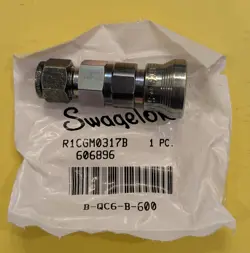 Swagelok
R1CGM0317B 1 PC.
606896
B-QC6-B-600